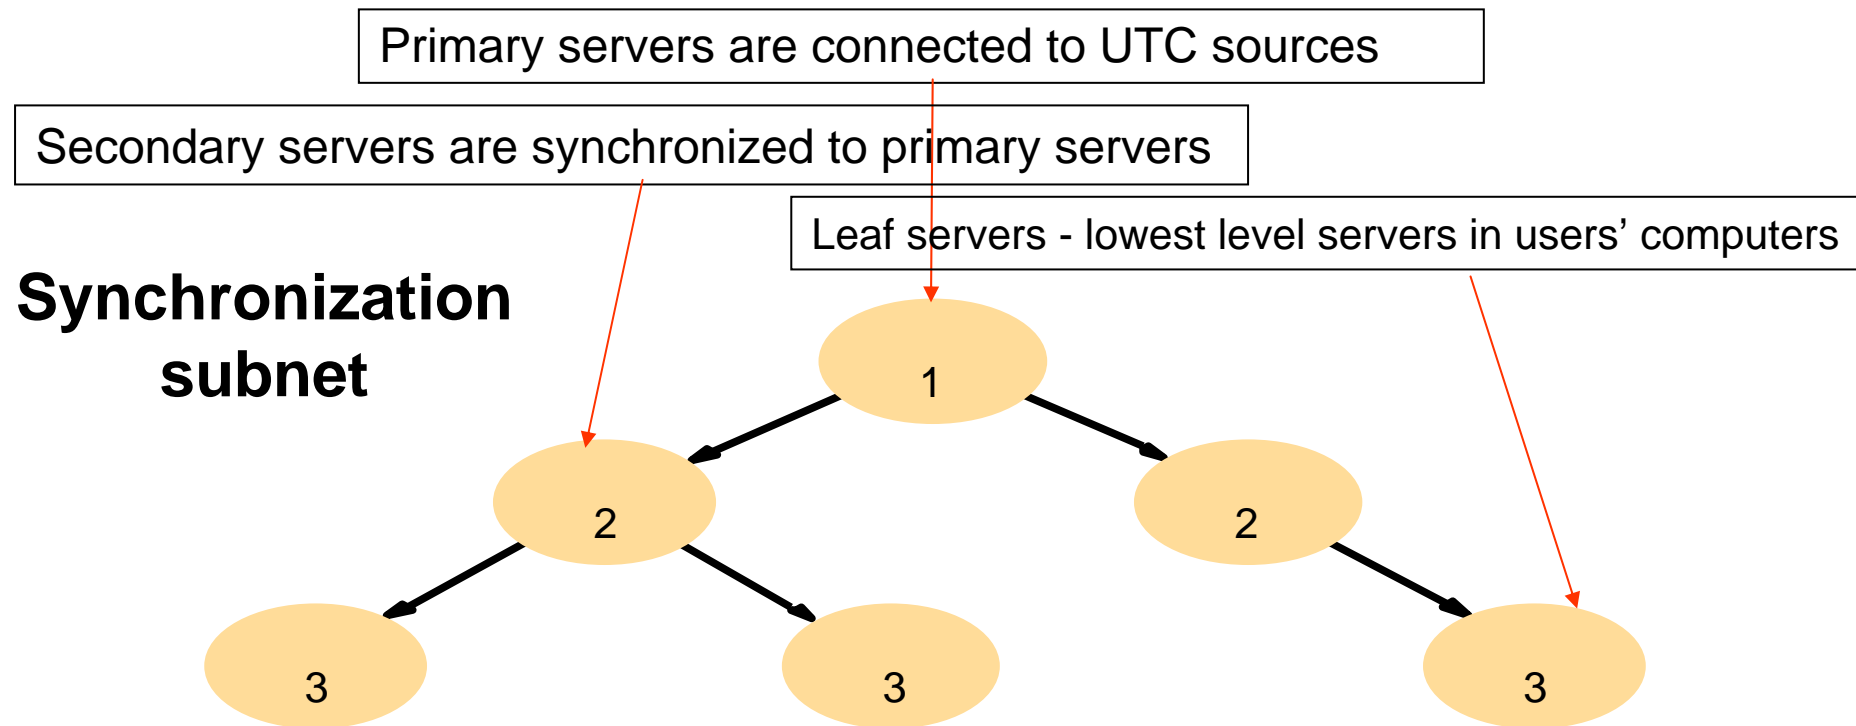 Primary servers are connected to UTC sources
Secondary servers are synchronized to primary servers
Leaf servers - lowest level servers in users’ computers
Synchronization
subnet
1
2
2
3
3
3